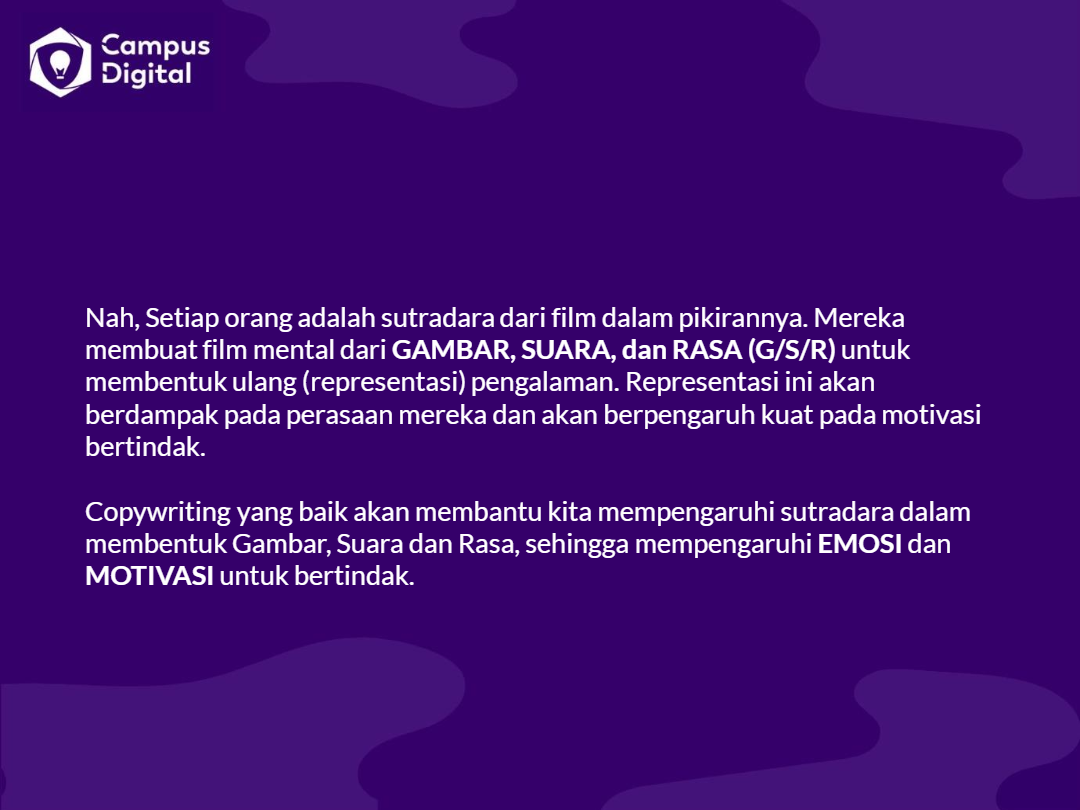 Campus
Digital
Nah, Setiap orang adalah sutradara dari film dalam pikirannya. Mereka
membuat film mental dari GAMBAR, SUARA, dan RASA (G/S/R) untuk
membentuk ulang (representasi) pengalaman. Representasi ini akan
berdampak pada perasaan mereka dan akan berpengaruh kuat pada motivasi
bertindak.
Copywriting yang baik akan membantu kita mempengaruhi sutradara dalam
membentuk Gambar, Suara dan Rasa, sehingga mempengaruhi EMOSI dan
MOTIVASI untuk bertindak.